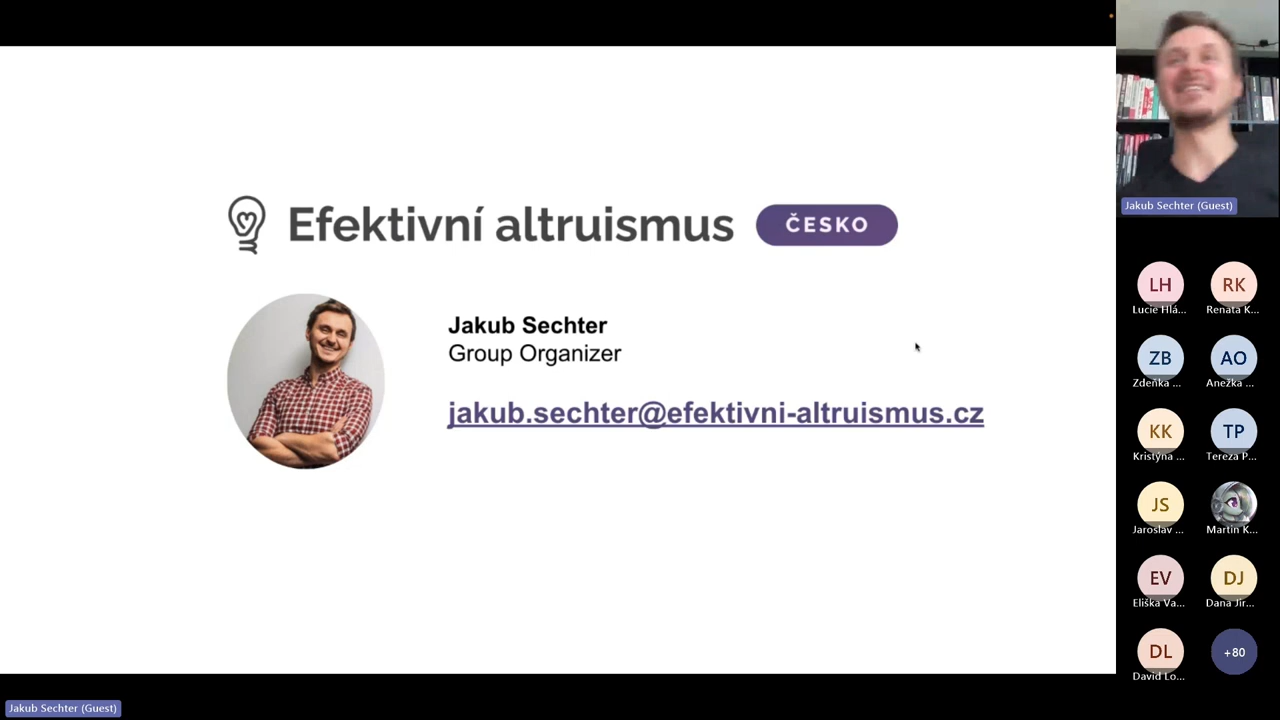 Efektivní altruismus ČESKO
Jakub Sechter
Group Organizer
jakub.sechter@efektivni-altruismus.cz
Jakub Sechter (Guest)
LH RK
Lucie Hlá... Renata K...
ZB AO
Zdeňka ... Anežka ...
KK TP
Kristýna ... Tereza P...
JS
Jaroslav ... Martin K...
EV DJ
Eliška Va... Dana Jir...
DL +80
David Lo...
Jakub Sechter (Guest)